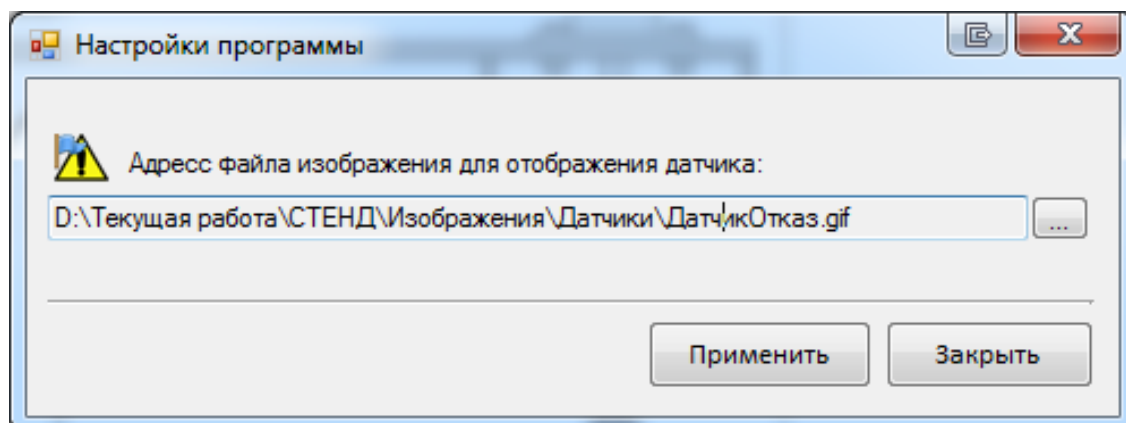 Настройки программы
Адресс файла изображения для отображения датчика:
D:\Текущая работа\СТЕНД\Изображения\Датчики\ДатчикОтказ.gif
...
Применить Закрыть